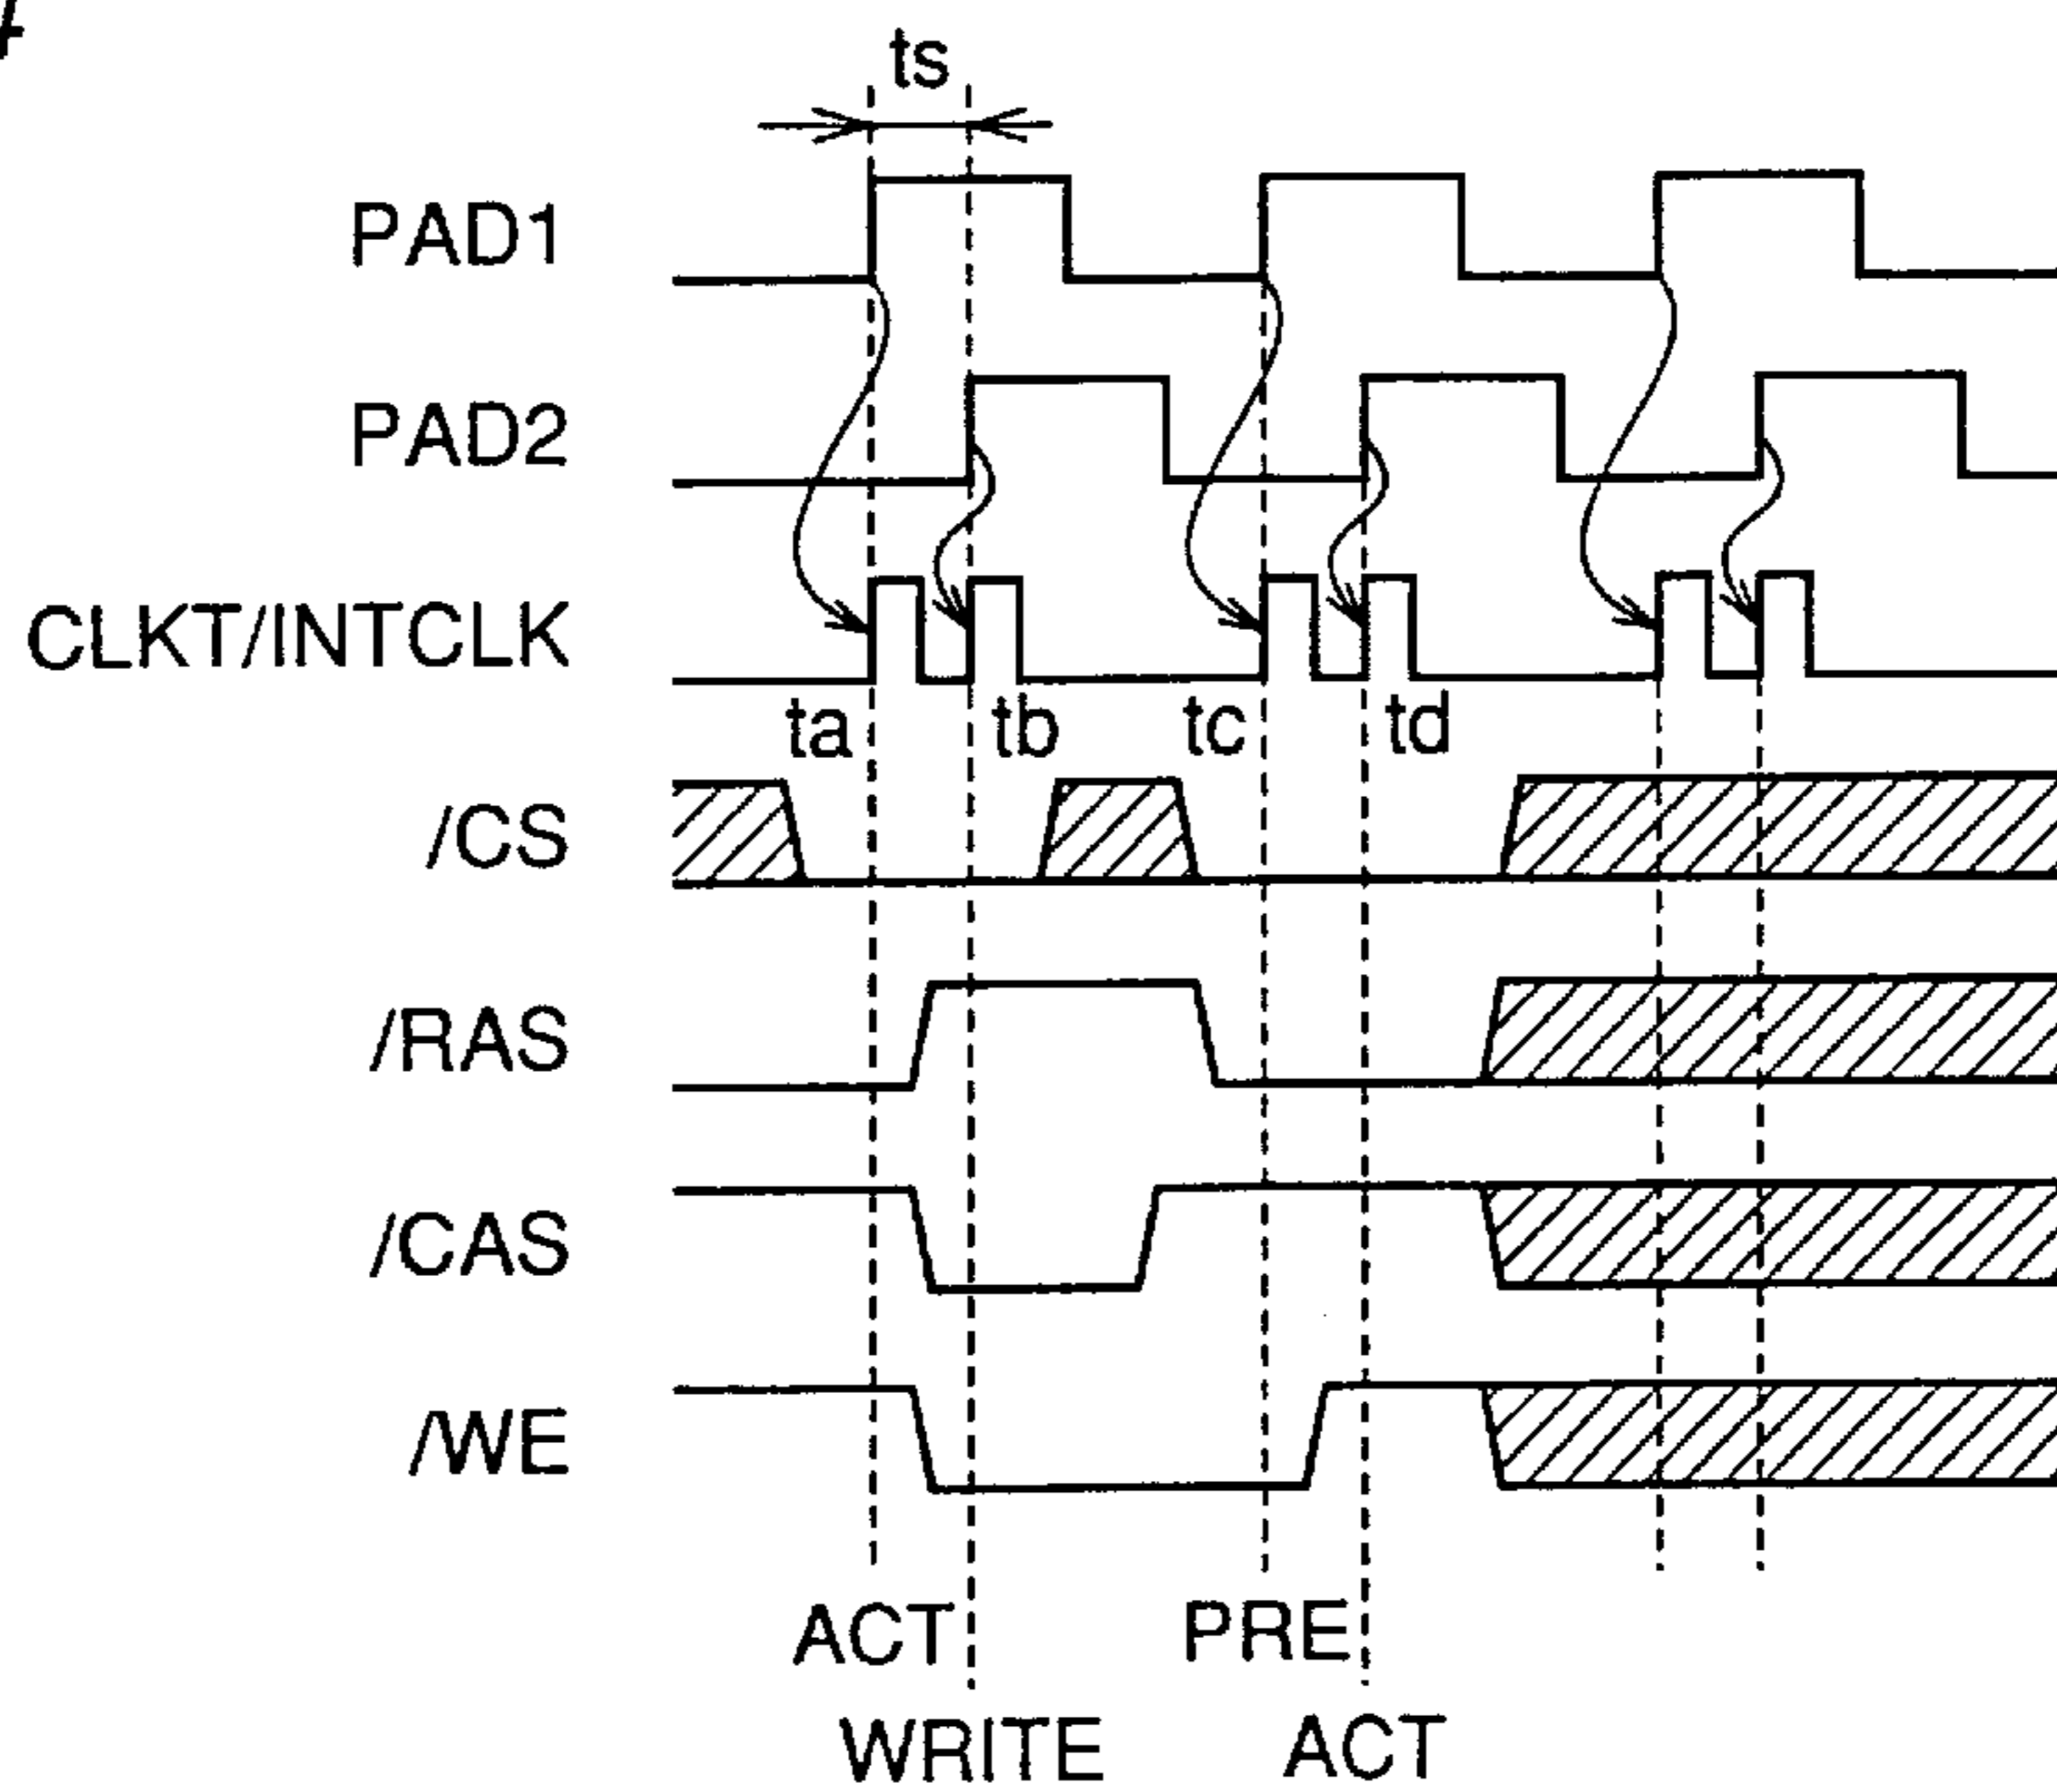 ts
PAD1
PAD2
CLKT/INTCLK
ta tb tc td
/CS
/RAS
/CAS
/WE
ACT PRE
WRITE ACT